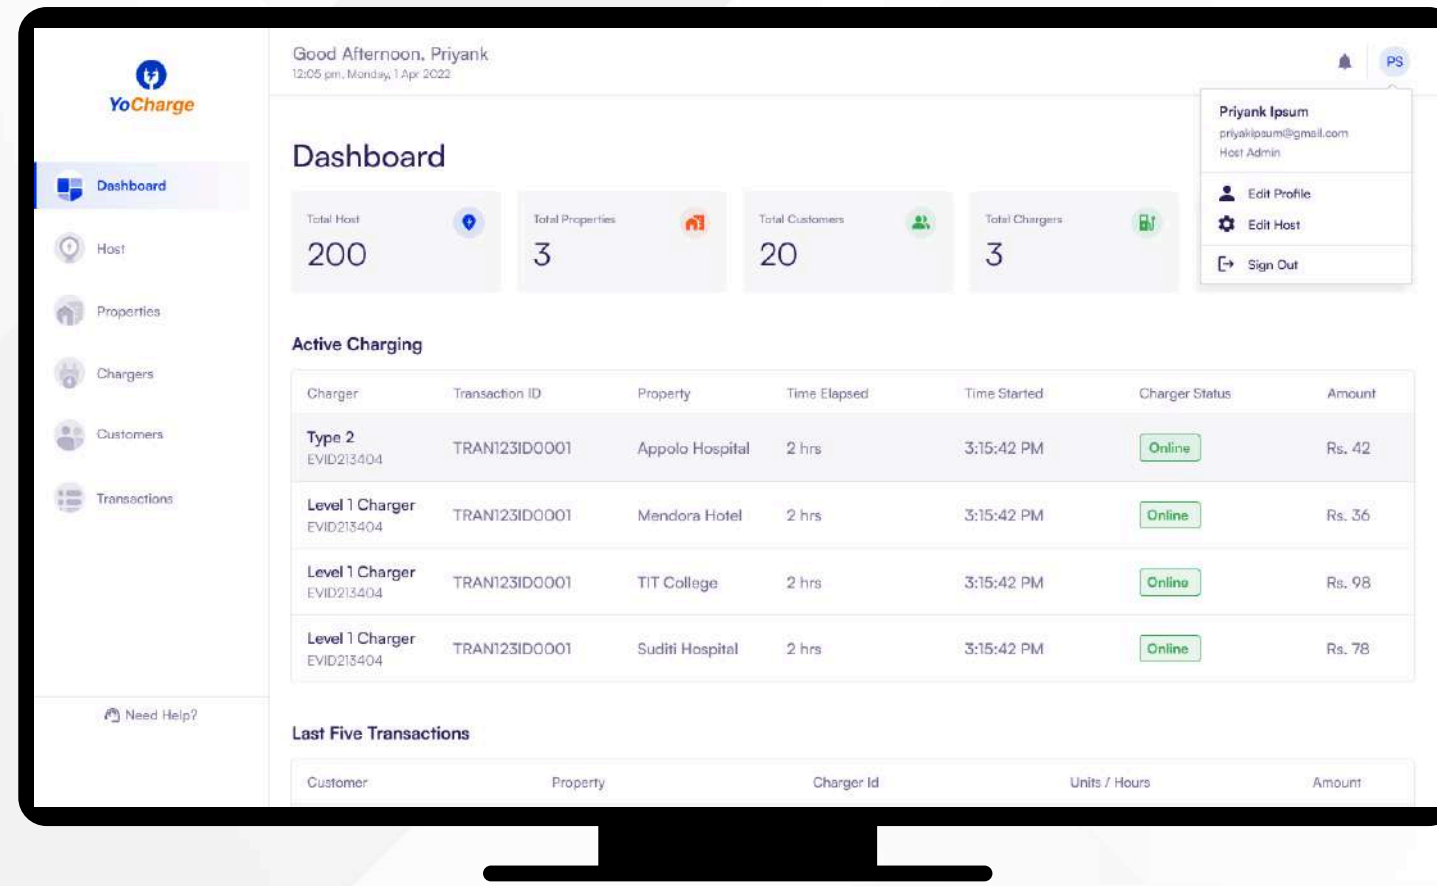 YoCharge
Good Afternoon, Priyank
12:05 pm, Monday, 1 Apr 2022
PS
Priyank Ipsum
priyakipsum@gmail.com
Host Admin
Edit Profile
Edit Host
Sign Out
Dashboard
Host
Properties
Chargers
Customers
Transactions
Need Help?
Dashboard
Total Host
200
Total Properties
3
Total Customers
20
Total Chargers
3
Active Charging
Charger Transaction ID Property Time Elapsed Time Started Charger Status Amount
Type 2 TRAN123ID0001 Appolo Hospital 2 hrs 3:15:42 PM Online Rs. 42
EVID213404
Level 1 Charger TRAN123ID0001 Mendora Hotel 2 hrs 3:15:42 PM Online Rs. 36
EVID213404
Level 1 Charger TRAN123ID0001 TIT College 2 hrs 3:15:42 PM Online Rs. 98
EVID213404
Level 1 Charger TRAN123ID0001 Suditi Hospital 2 hrs 3:15:42 PM Online Rs. 78
EVID213404
Last Five Transactions
Customer Property Charger Id Units / Hours Amount